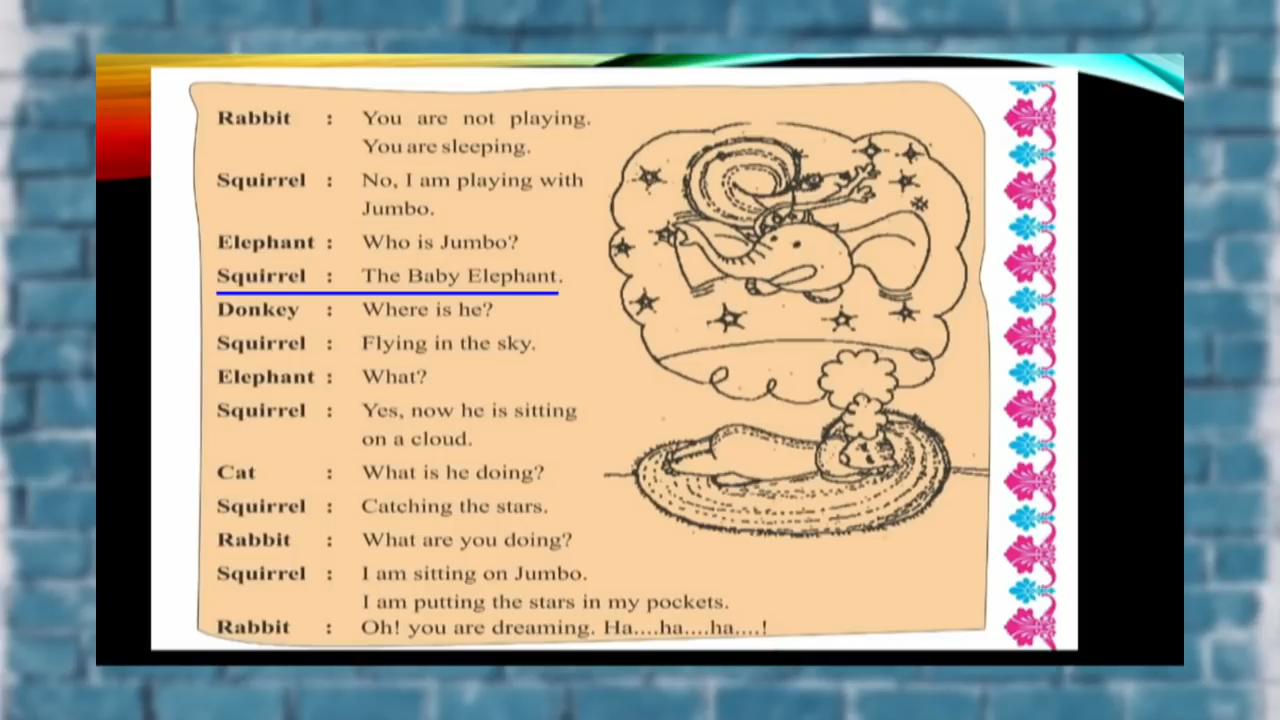 Rabbit : You are not playing.
You are sleeping.
Squirrel : No, I am playing with
Jumbo.
Elephant : Who is Jumbo?
Squirrel : The Baby Elephant.
Donkey : Where is he?
Squirrel : Flying in the sky.
Elephant : What?
Squirrel : Yes, now he is sitting
on a cloud.
Cat : What is he doing?
Squirrel : Catching the stars.
Rabbit : What are you doing?
Squirrel : I am sitting on Jumbo.
I am putting the stars in my pockets.
Rabbit : Oh! you are dreaming. Ha....ha....ha....!